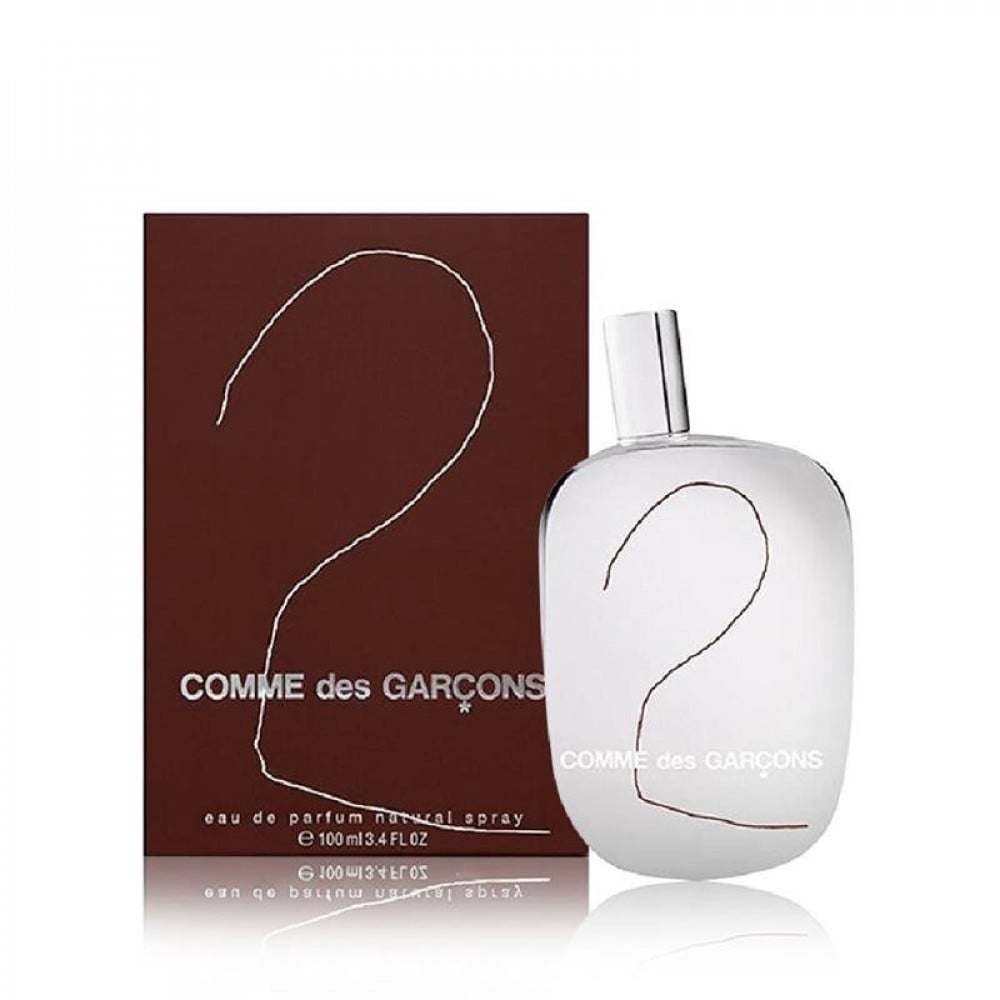 2
COMME des GARÇONS
*
eau de parfum natural spray
℮ 100 ml 3.4 FL OZ
2
COMME des GARÇONS